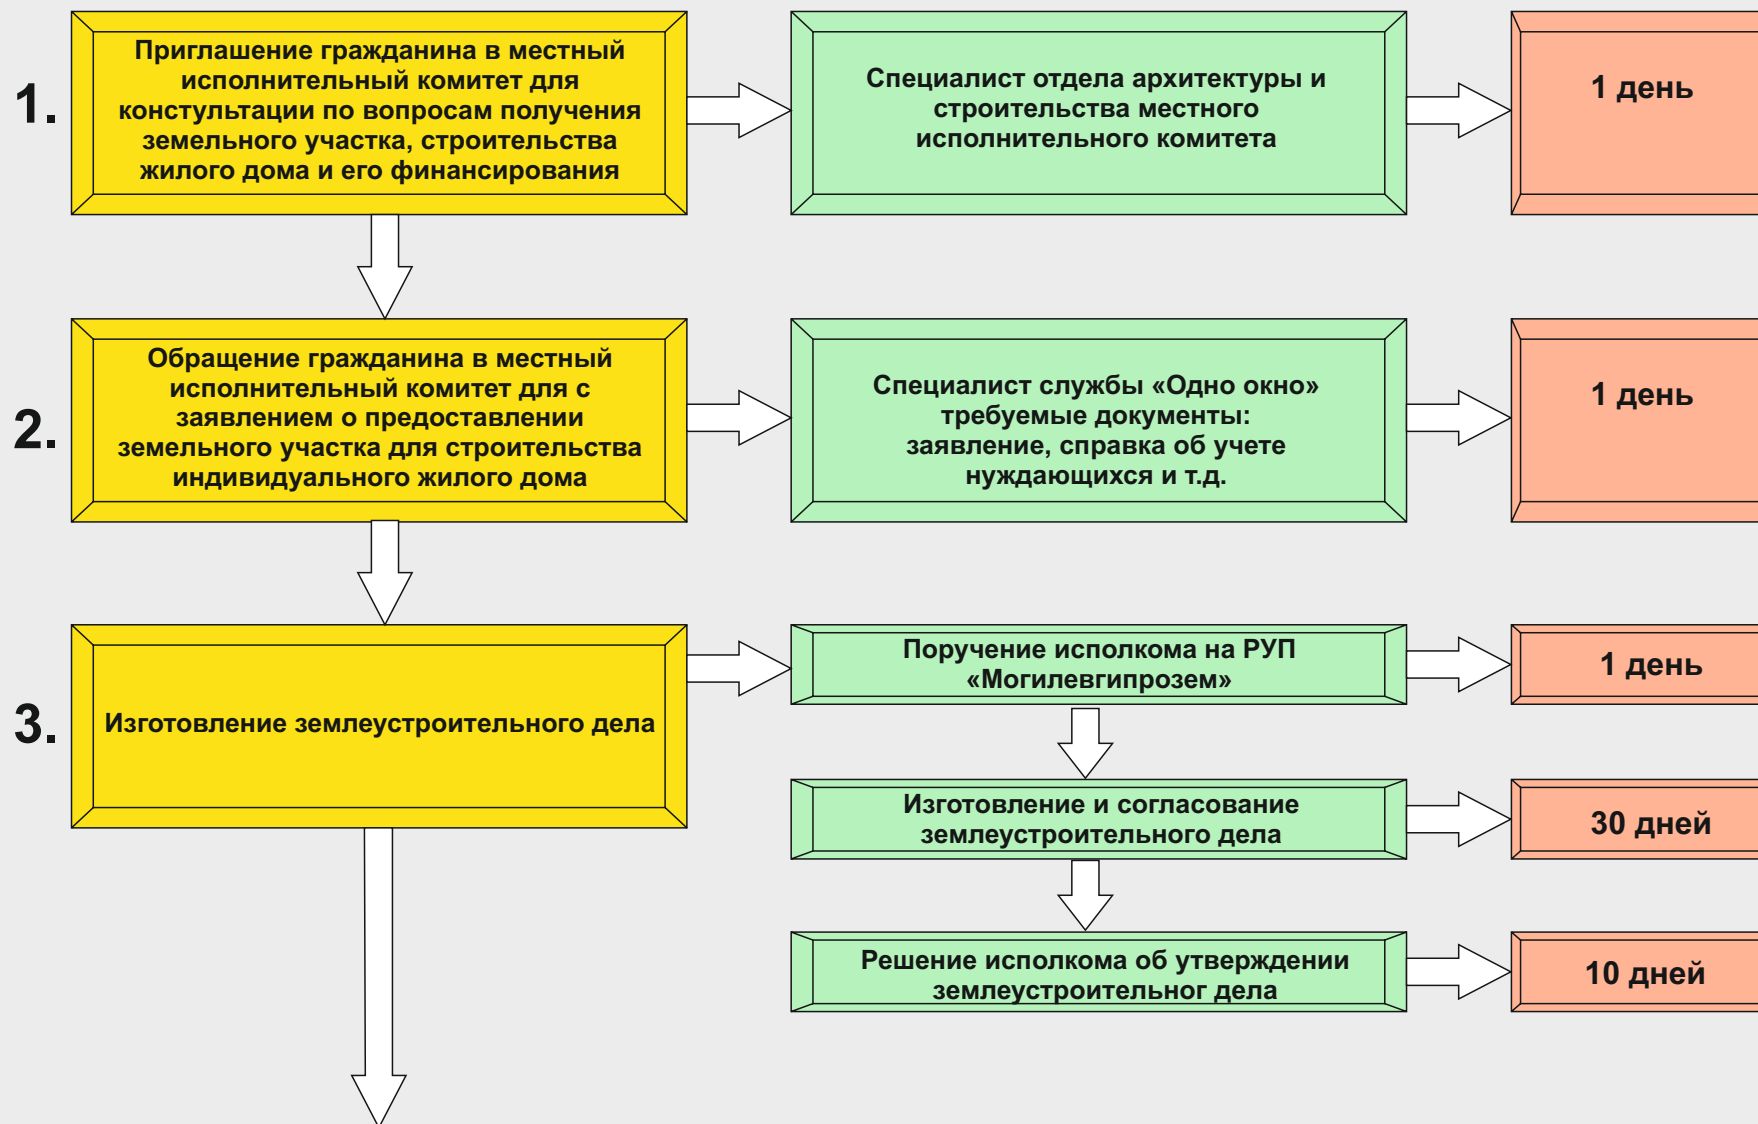 1.
Приглашение гражданина в местный
исполнительный комитет для
констультации по вопросам получения
земельного участка, строительства
жилого дома и его финансирования
Специалист отдела архитектуры и
строительства местного
исполнительного комитета
1 день
2.
Обращение гражданина в местный
исполнительный комитет для с
заявлением о предоставлении
земельного участка для строительства
индивидуального жилого дома
Специалист службы «Одно окно»
требуемые документы:
заявление, справка об учете
нуждающихся и т.д.
1 день
3.
Изготовление землеустроительного дела
Поручение исполкома на РУП
«Могилевгипрозем»
1 день
Изготовление и согласование
землеустроительного дела
30 дней
Решение исполкома об утверждении
землеустроительног дела
10 дней